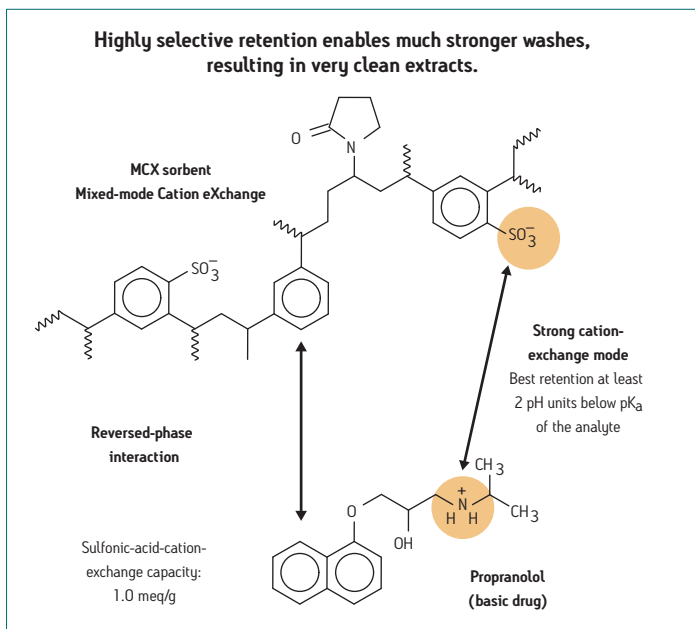 Highly selective retention enables much stronger washes,
resulting in very clean extracts.
O
N
MCX sorbent
Mixed-mode Cation eXchange
SO₃⁻
SO₃⁻
Strong cation-
exchange mode
Best retention at least
2 pH units below pKₐ
of the analyte
Reversed-phase
interaction
CH₃
O
+
N
H H
CH₃
OH
Sulfonic-acid-cation-
exchange capacity:
1.0 meq/g
Propranolol
(basic drug)